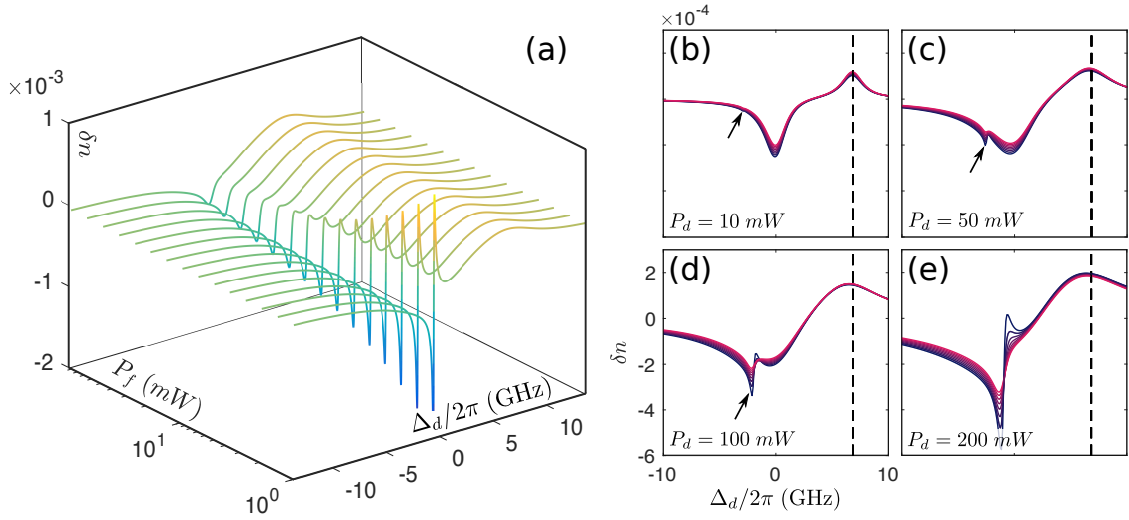 (a)
×10⁻³
δn
1
0
-1
-2
P_f (mW)
10¹
10⁰
Δ_d/2π (GHz)
-10
-5
0
5
10
×10⁻⁴
(b)
P_d = 10 mW
(c)
P_d = 50 mW
(d)
P_d = 100 mW
(e)
P_d = 200 mW
δn
2
0
-2
-4
-6
-10
0
10
Δ_d/2π (GHz)